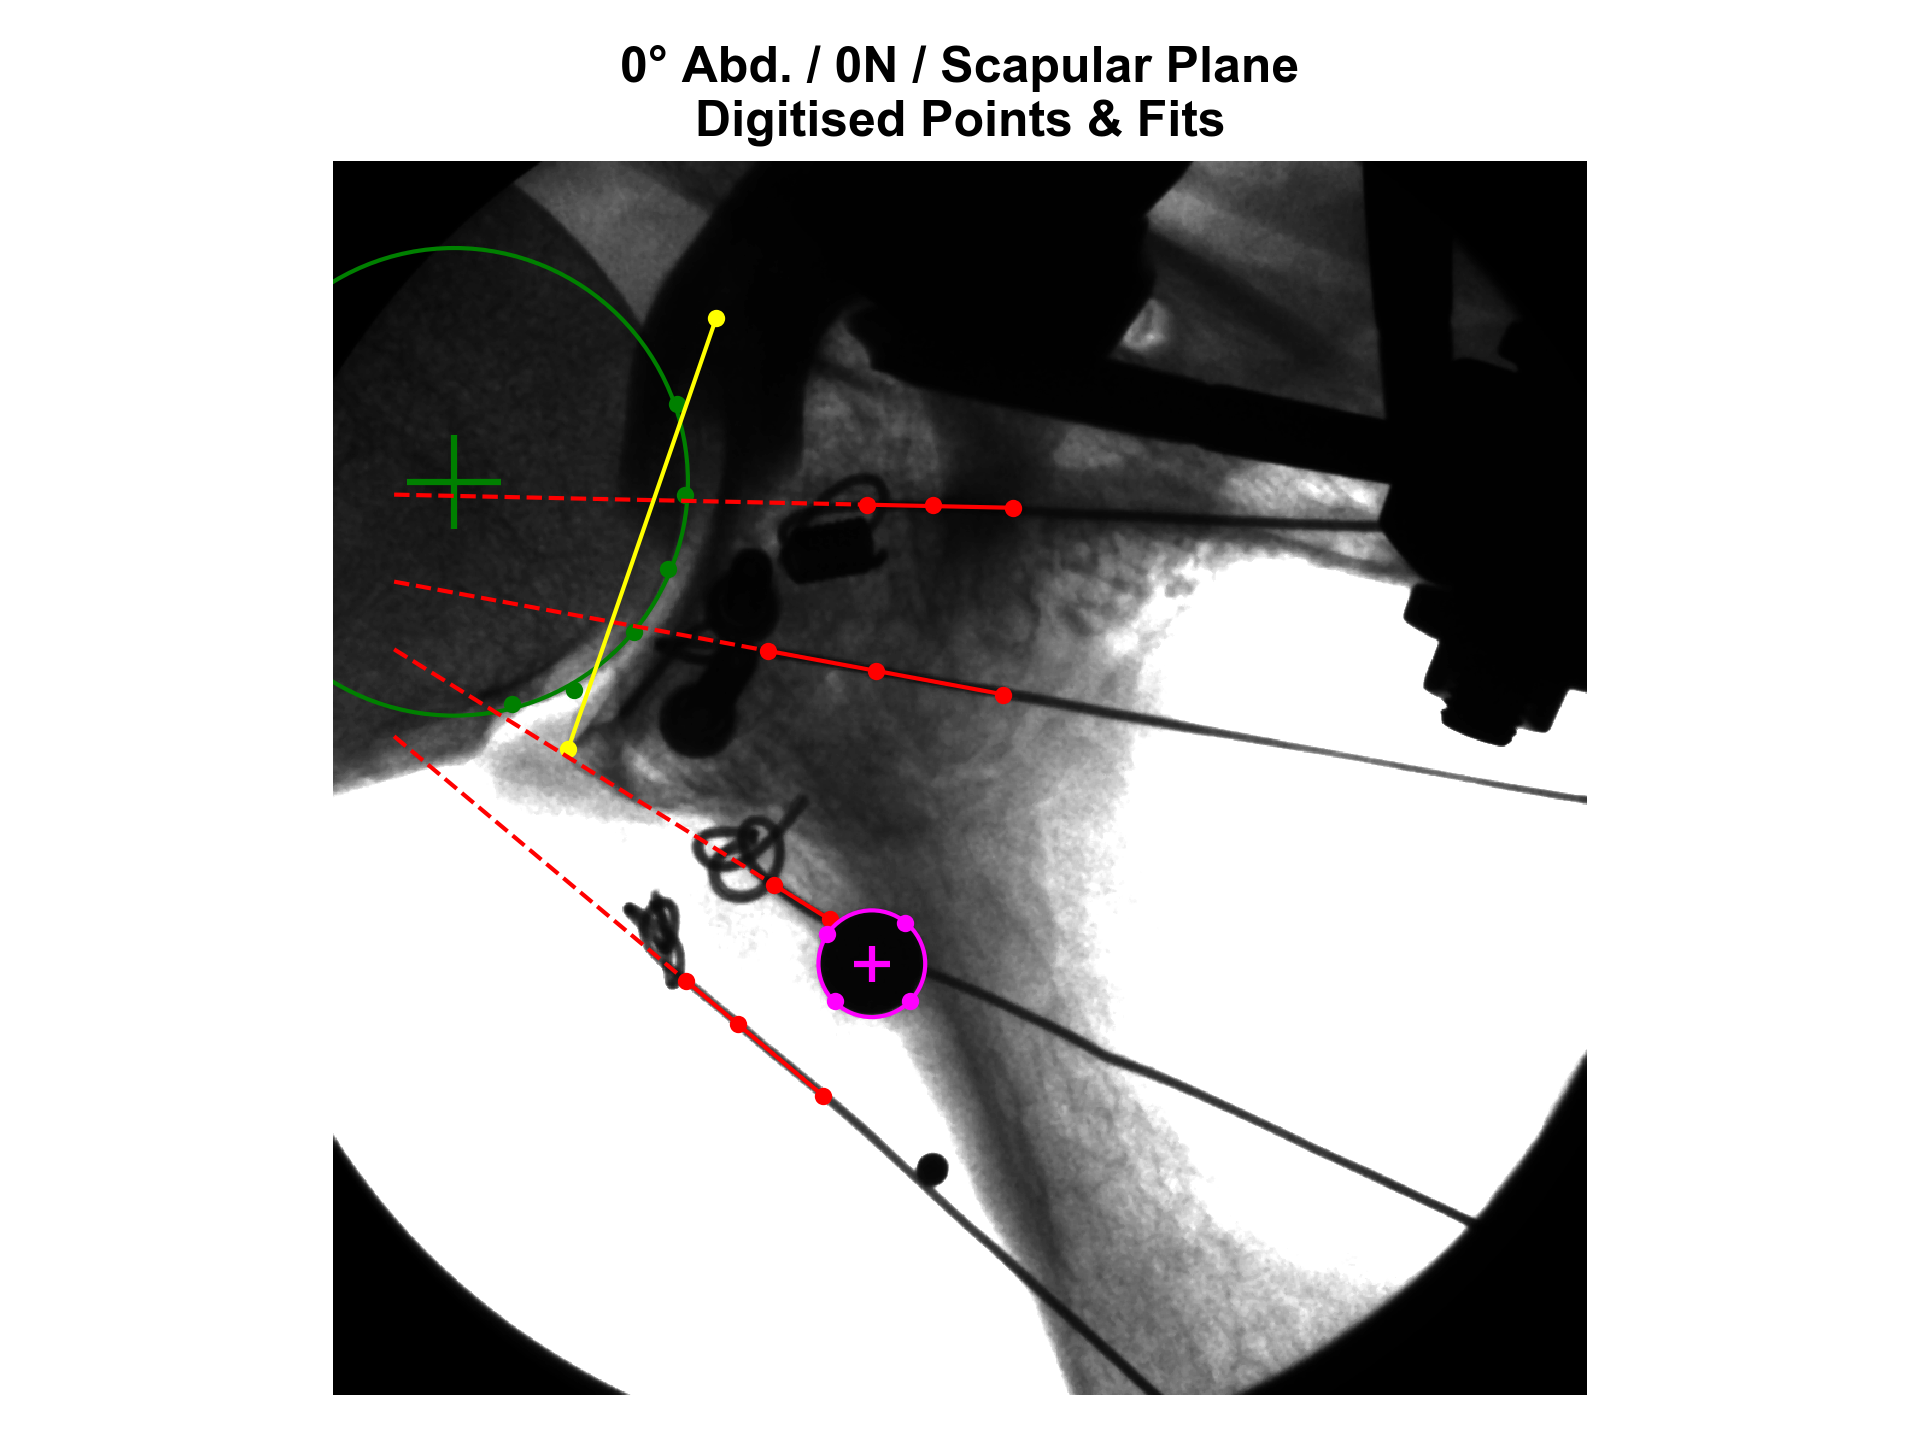 0° Abd. / 0N / Scapular Plane
Digitised Points & Fits